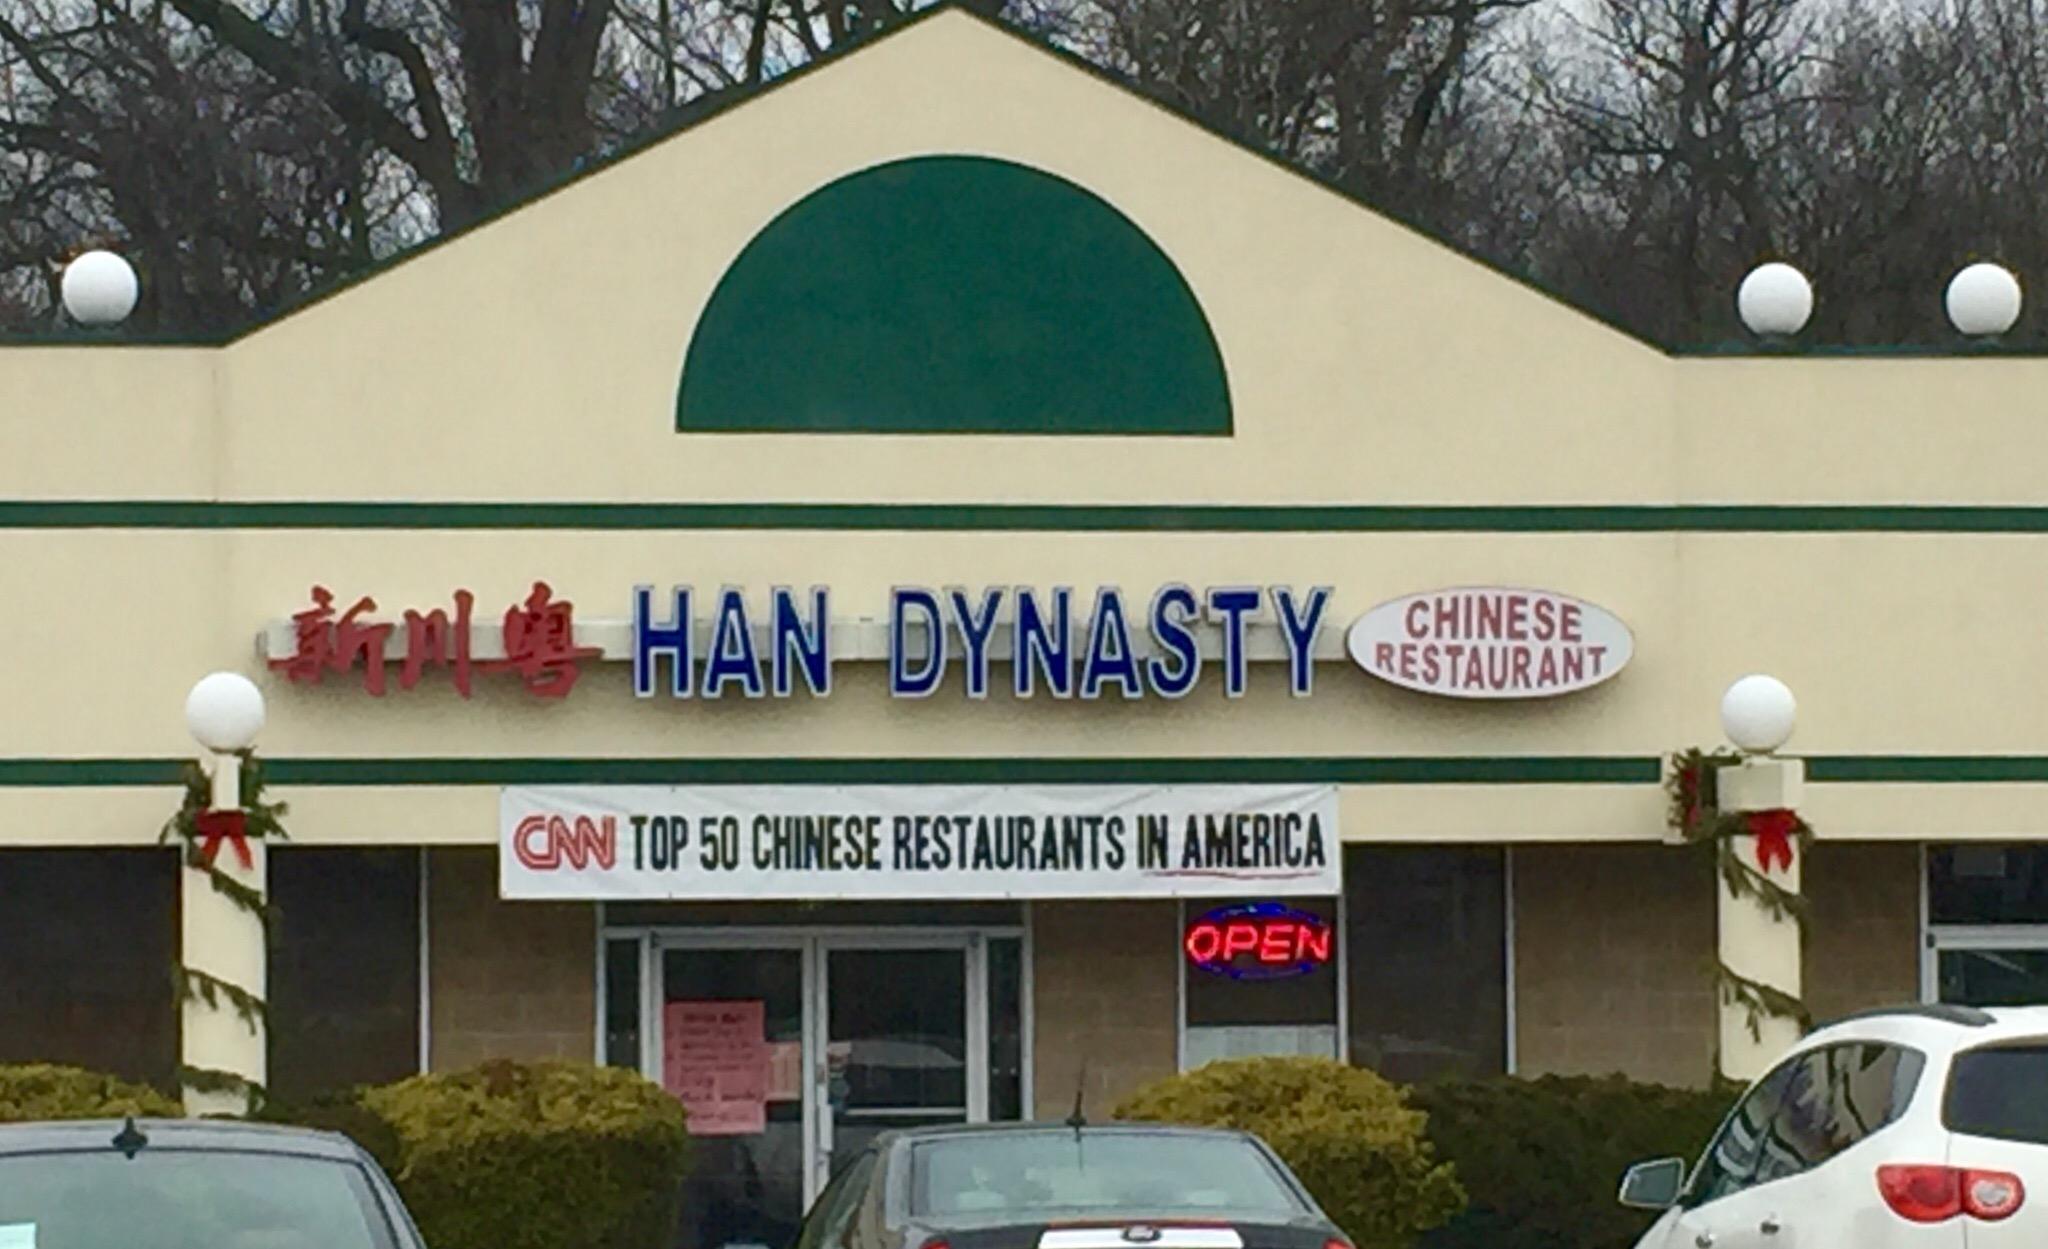 新川粤 HAN DYNASTY CHINESE RESTAURANT
CNN TOP 50 CHINESE RESTAURANTS IN AMERICA
OPEN